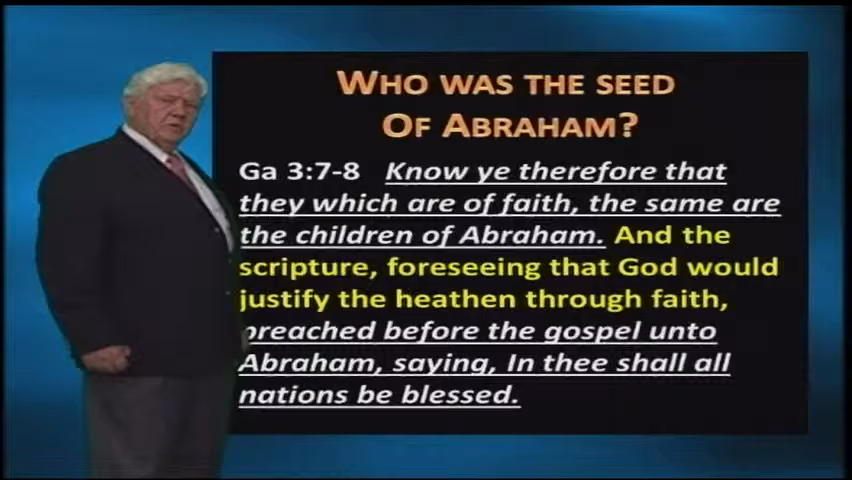 WHO WAS THE SEED
OF ABRAHAM?
Ga 3:7-8 Know ye therefore that
they which are of faith, the same are
the children of Abraham. And the
scripture, foreseeing that God would
justify the heathen through faith,
preached before the gospel unto
Abraham, saying, In thee shall all
nations be blessed.